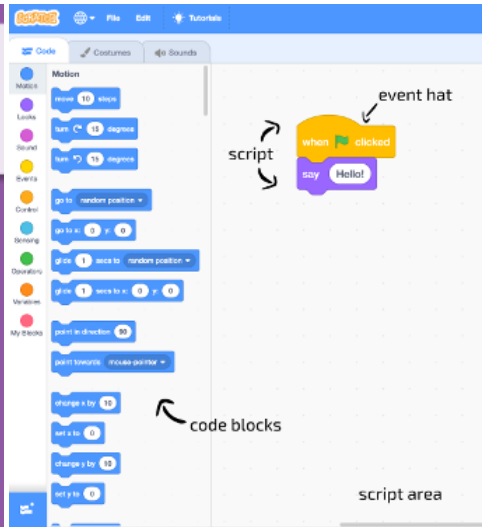 SCRATCH File Edit Tutorials
Code Costumes Sounds
Motion
Looks
Sound
Events
Control
Sensing
Operators
Variables
My Blocks
Motion
move 10 steps
turn 15 degrees
turn 15 degrees
go to random position
go to x: 0 y: 0
glide 1 secs to random position
glide 1 secs to x: 0 y: 0
point in direction 90
point towards mouse-pointer
change x by 10
set x to 0
change y by 10
set y to 0
event hat
script
when clicked
say Hello!
code blocks
script area